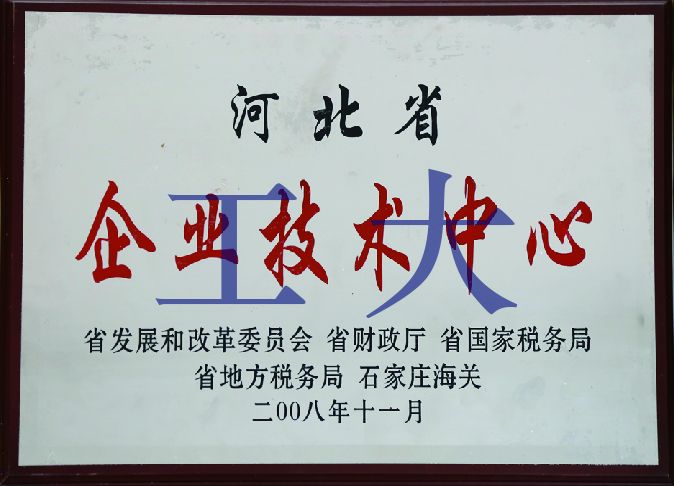 河北省
企业技术中心
工大
省发展和改革委员会 省财政厅 省国家税务局
省地方税务局 石家庄海关
二00八年十一月